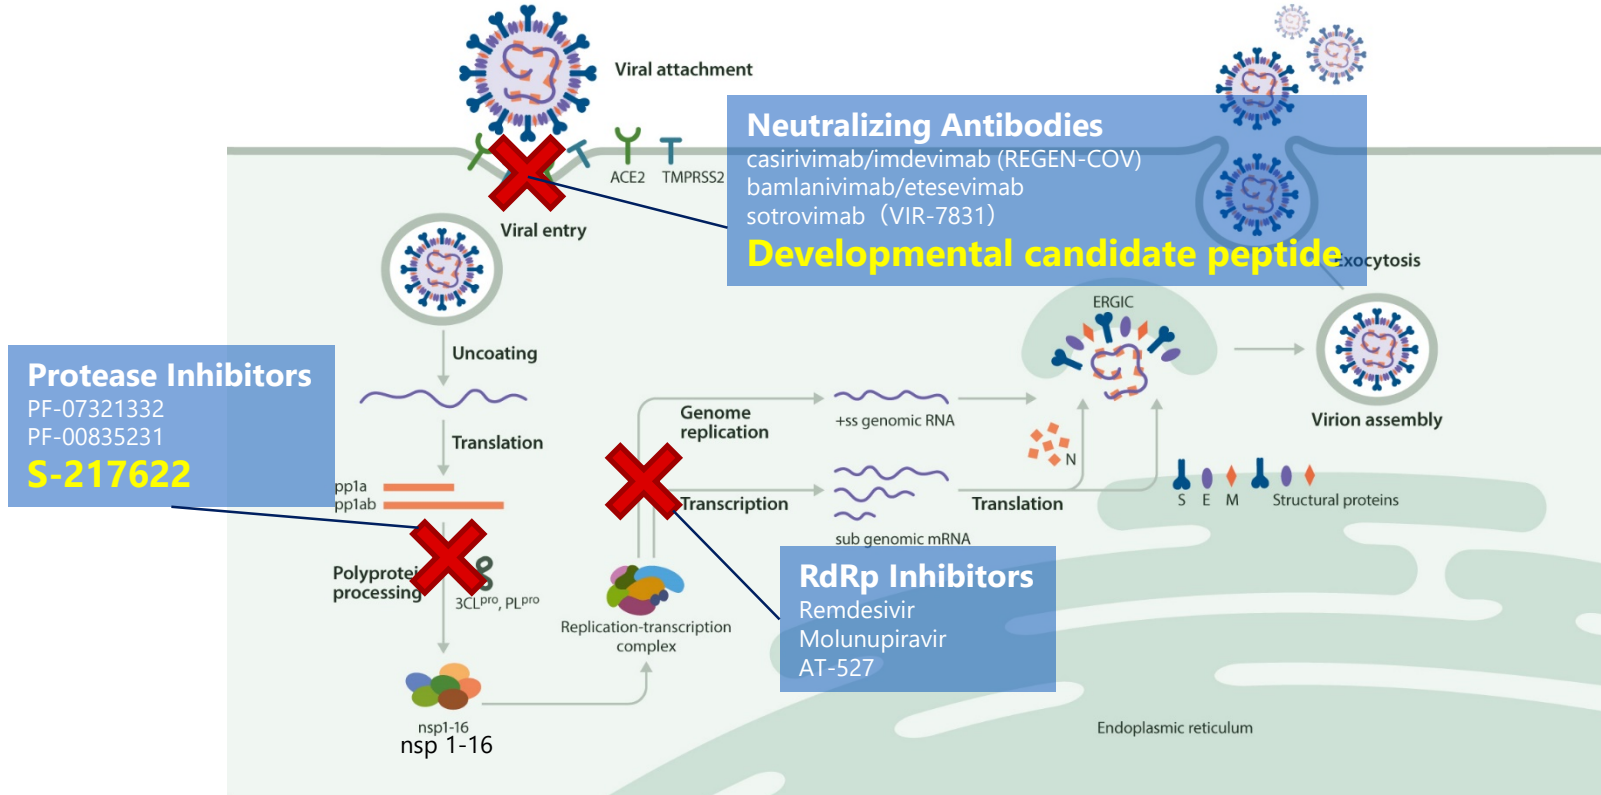 Viral attachment
Neutralizing Antibodies
casirivimab/imdevimab (REGEN-COV)
bamlanivimab/etesevimab
sotrovimab（VIR-7831）
Developmental candidate peptide
ACE2
TMPRSS2
Viral entry
Exocytosis
ERGIC
Uncoating
Protease Inhibitors
PF-07321332
PF-00835231
S-217622
Translation
pp1a
pp1ab
Genome
replication
+ss genomic RNA
N
Virion assembly
Transcription
Translation
S E M
Structural proteins
sub genomic mRNA
Polyprotein
processing
3CLpro, PLpro
RdRp Inhibitors
Remdesivir
Molunupiravir
AT-527
Replication-transcription
complex
nsp1-16
nsp 1-16
Endoplasmic reticulum